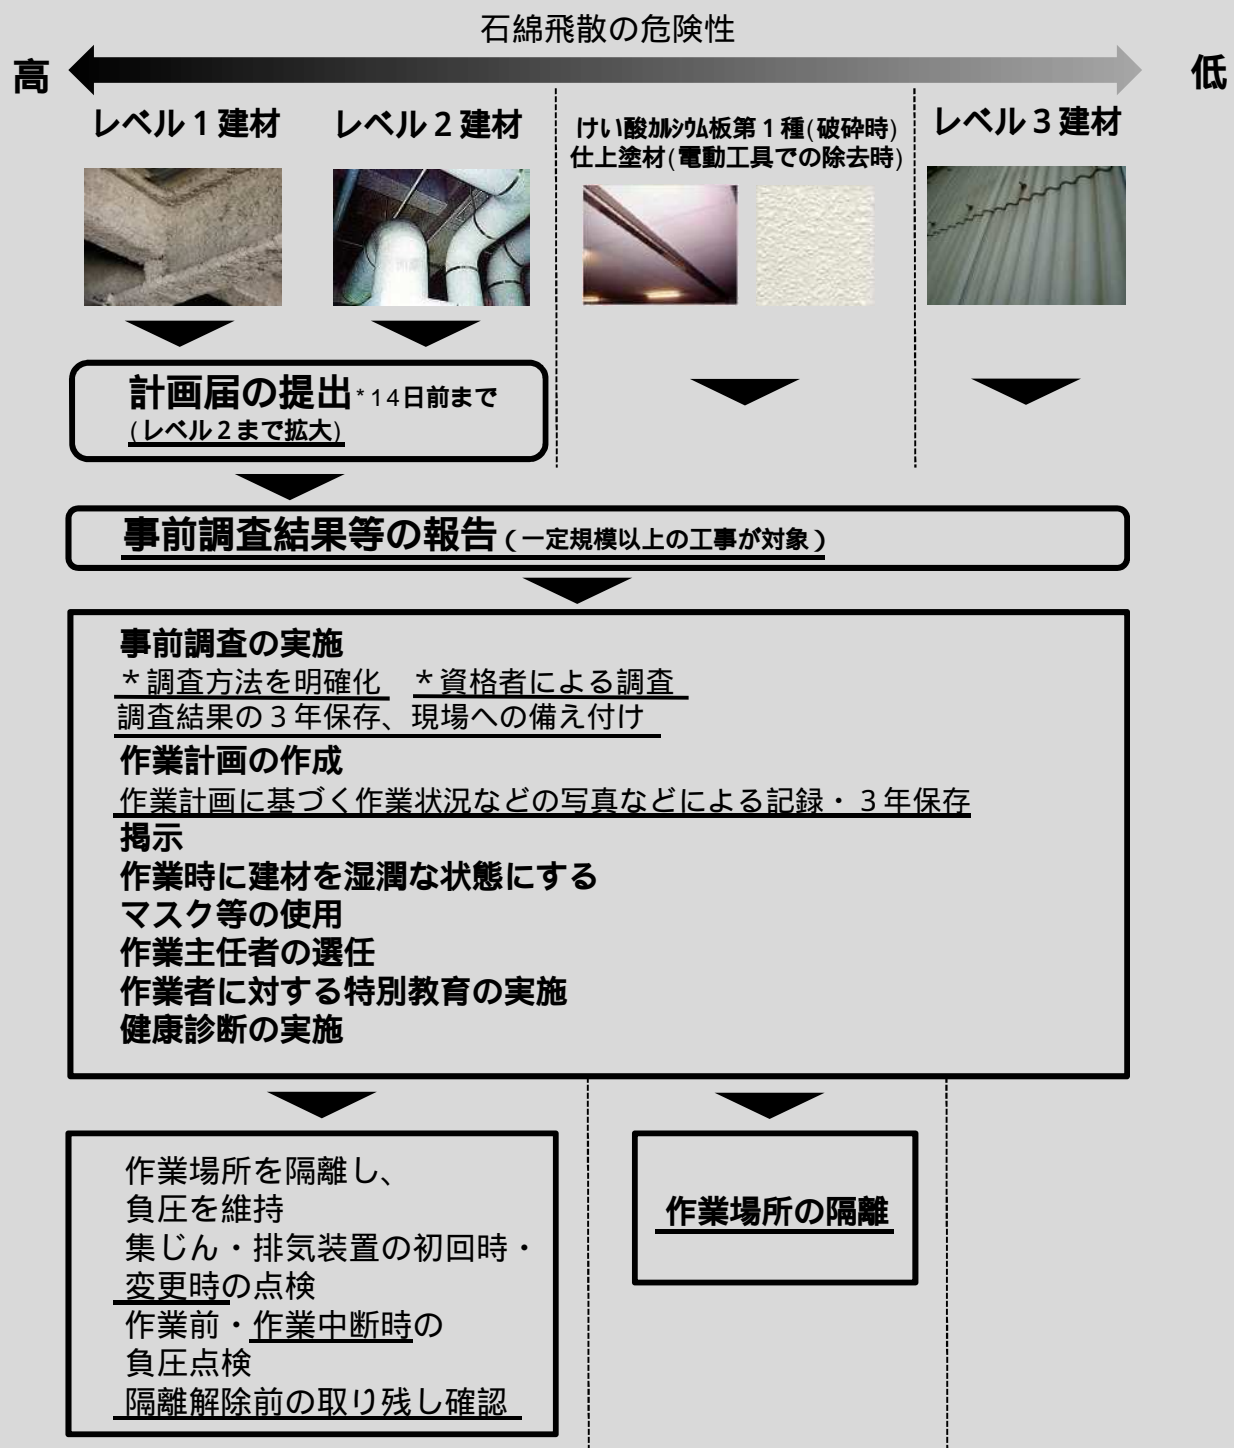 石綿飛散の危険性
高
低
レベル1建材
レベル2建材
けい酸ｶﾙｼｳﾑ板第1種(破砕時)
仕上塗材(電動工具での除去時)
レベル3建材
計画届の提出*14日前まで
(レベル2まで拡大)
事前調査結果等の報告(一定規模以上の工事が対象)
事前調査の実施
*調査方法を明確化 *資格者による調査
調査結果の3年保存、現場への備え付け
作業計画の作成
作業計画に基づく作業状況などの写真などによる記録・3年保存
掲示
作業時に建材を湿潤な状態にする
マスク等の使用
作業主任者の選任
作業者に対する特別教育の実施
健康診断の実施
作業場所を隔離し、
負圧を維持
集じん・排気装置の初回時・
変更時の点検
作業前・作業中断時の
負圧点検
隔離解除前の取り残し確認
作業場所の隔離